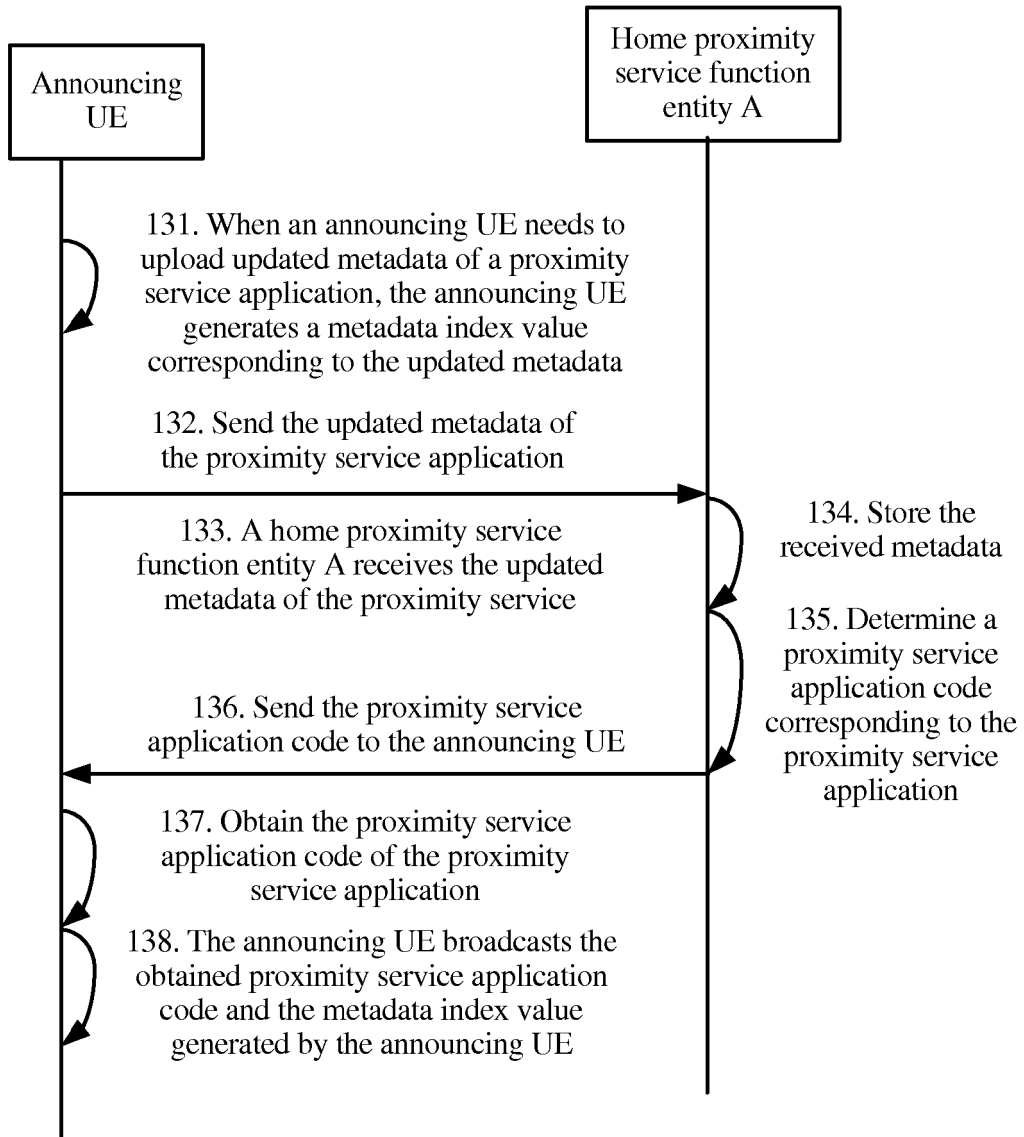 Announcing
UE
Home proximity
service function
entity A
131. When an announcing UE needs to
upload updated metadata of a proximity
service application, the announcing UE
generates a metadata index value
corresponding to the updated metadata
132. Send the updated metadata of
the proximity service application
133. A home proximity service
function entity A receives the updated
metadata of the proximity service
134. Store the
received metadata
135. Determine a
proximity service
application code
corresponding to the
proximity service
application
136. Send the proximity service
application code to the announcing UE
137. Obtain the proximity service
application code of the proximity
service application
138. The announcing UE broadcasts the
obtained proximity service application
code and the metadata index value
generated by the announcing UE